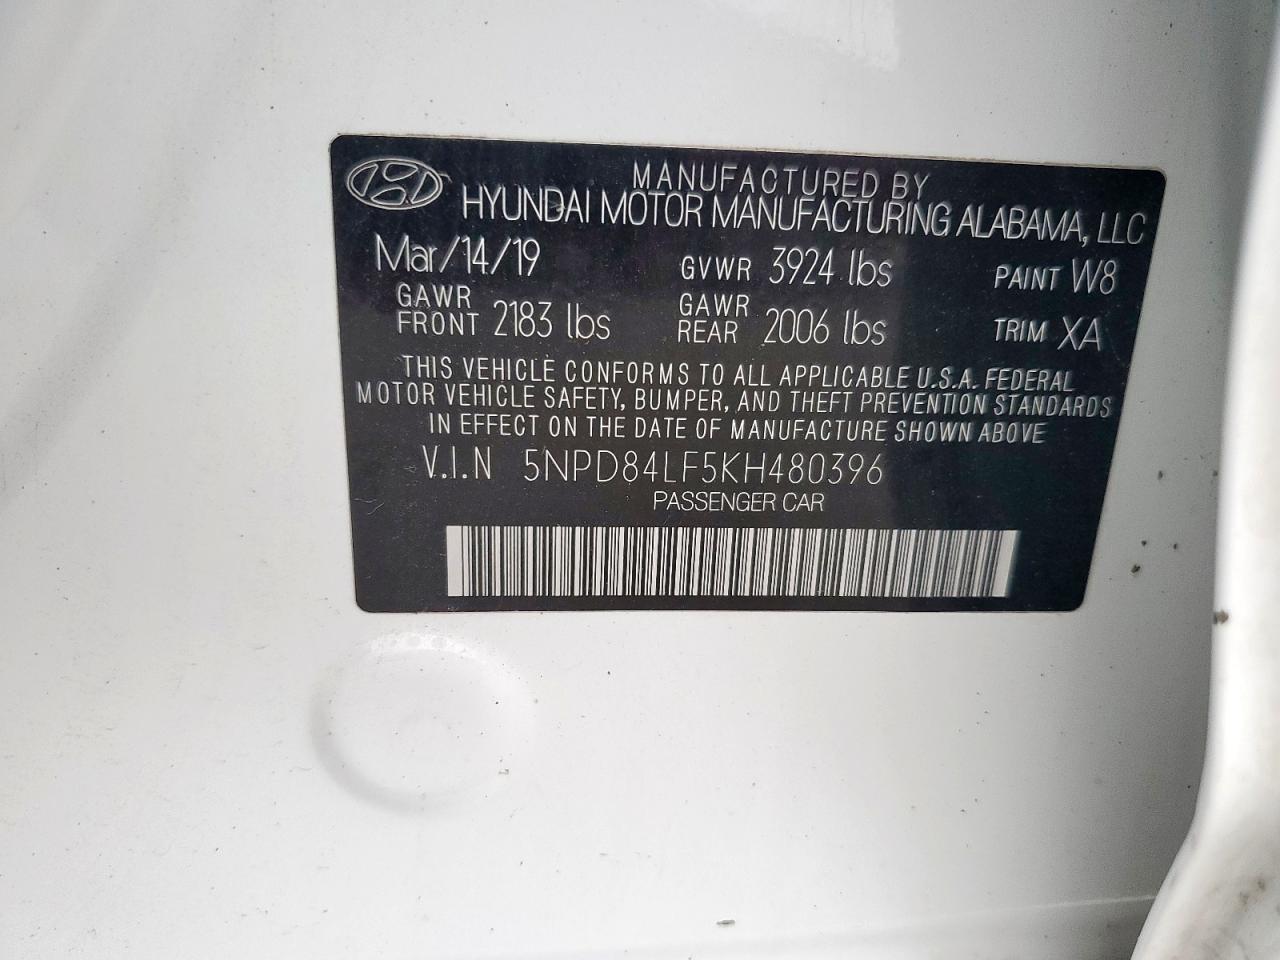 MANUFACTURED BY
HYUNDAI MOTOR MANUFACTURING ALABAMA, LLC
Mar/14/19 GVWR 3924 lbs PAINT W8
GAWR FRONT 2183 lbs GAWR REAR 2006 lbs TRIM XA
THIS VEHICLE CONFORMS TO ALL APPLICABLE U.S.A. FEDERAL
MOTOR VEHICLE SAFETY, BUMPER, AND THEFT PREVENTION STANDARDS
IN EFFECT ON THE DATE OF MANUFACTURE SHOWN ABOVE
V.I.N 5NPD84LF5KH480396
PASSENGER CAR